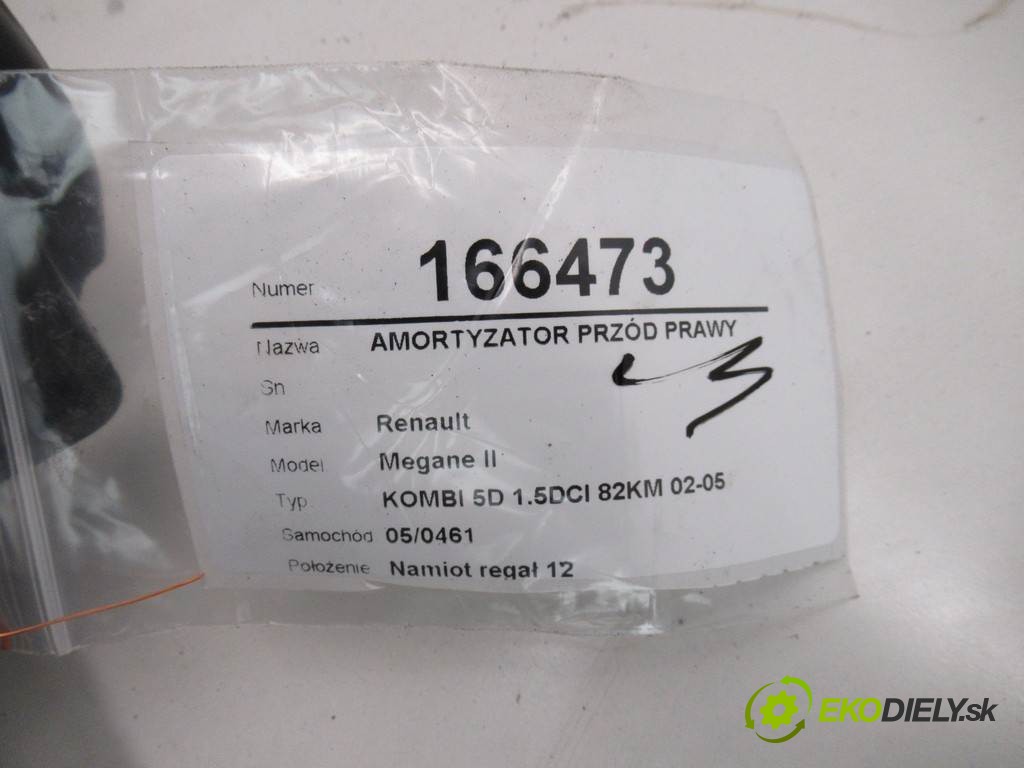 Numer 166473
Nazwa AMORTYZATOR PRZÓD PRAWY
Sn
Marka Renault
Model Megane II
Typ KOMBI 5D 1.5DCI 82KM 02-05
Samochód 05/0461
Położenie Namiot regał 12
EKODIELY.sk